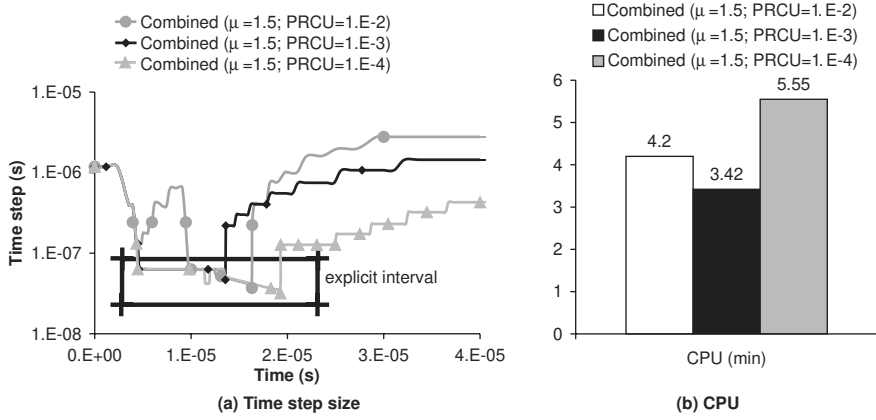 Combined (μ =1.5; PRCU=1.E-2)
Combined (μ =1.5; PRCU=1.E-3)
Combined (μ =1.5; PRCU=1.E-4)
1.E-05
1.E-06
1.E-07
1.E-08
Time step (s)
explicit interval
0.E+00
1.E-05
2.E-05
3.E-05
4.E-05
Time (s)
(a) Time step size
Combined (μ =1.5; PRCU=1.E-2)
Combined (μ =1.5; PRCU=1.E-3)
Combined (μ =1.5; PRCU=1.E-4)
6
5
4
3
2
1
0
4.2
3.42
5.55
CPU (min)
(b) CPU